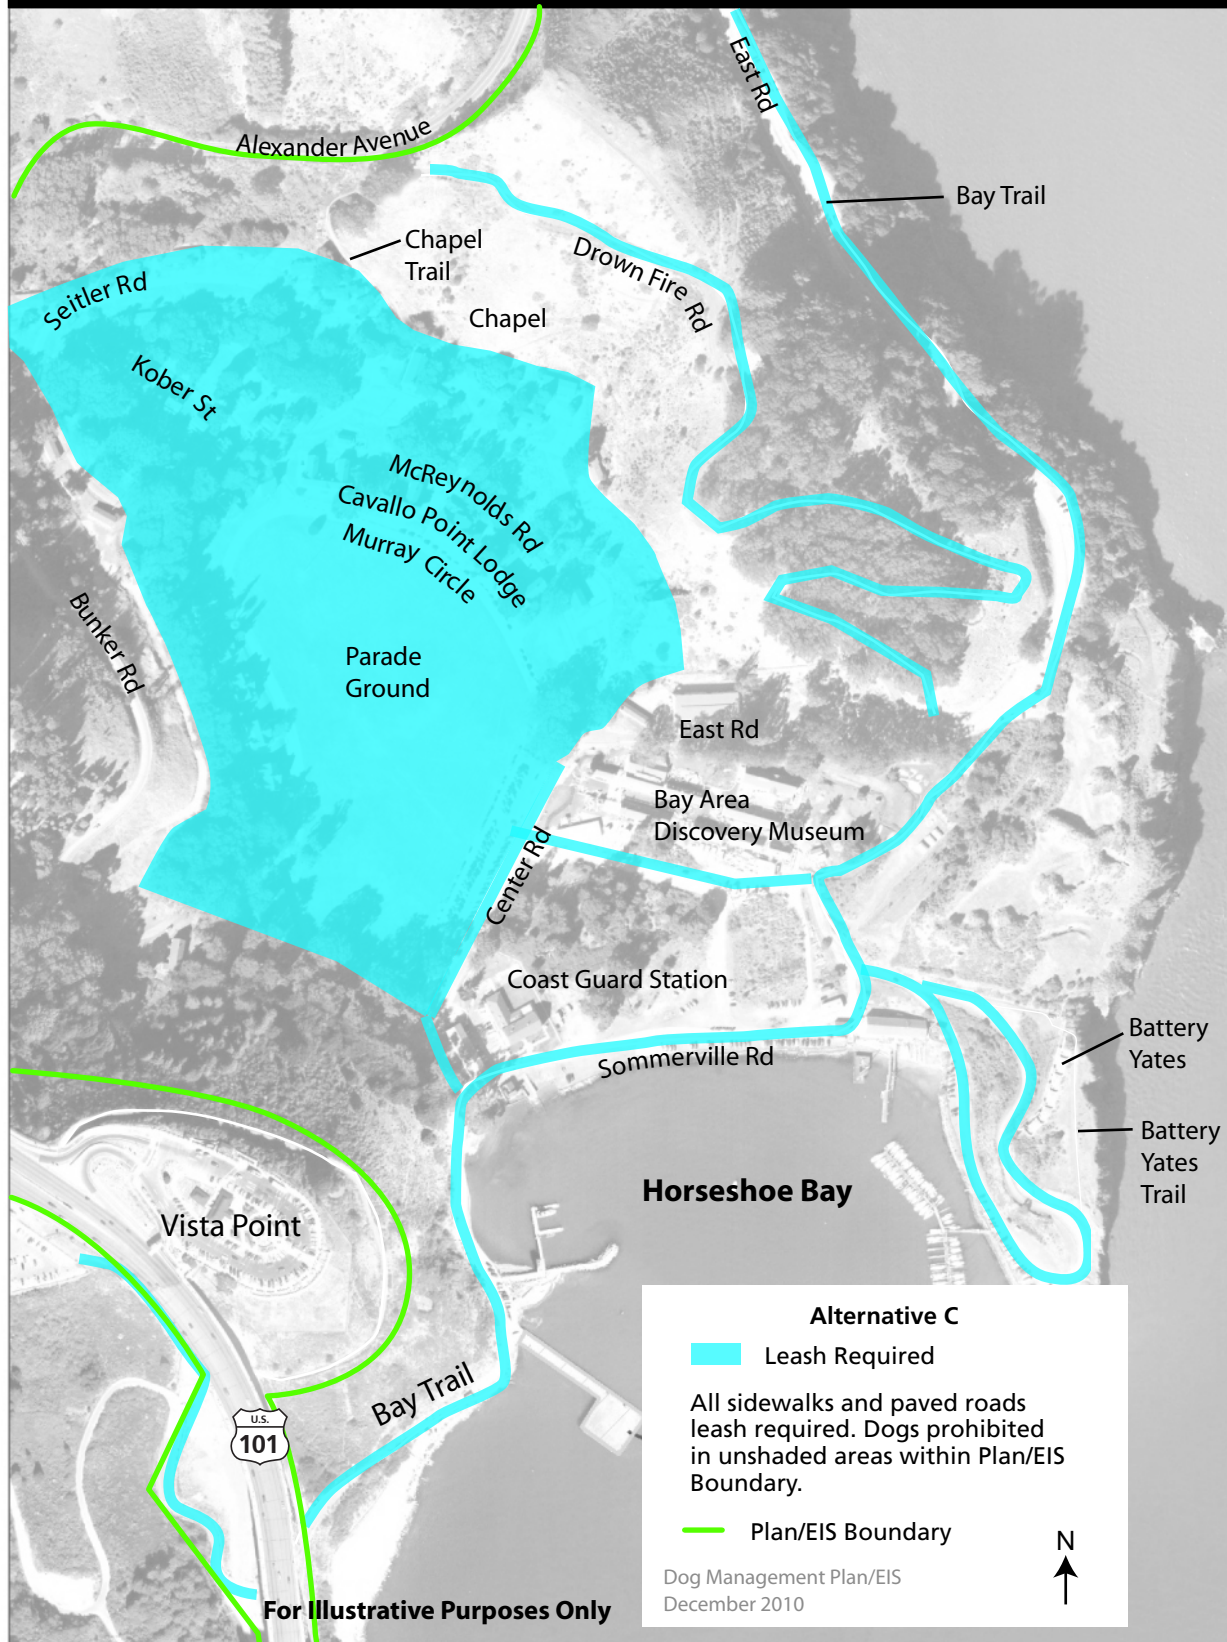 East Rd
Alexander Avenue
Bay Trail
Chapel
Trail
Drown Fire Rd
Seitler Rd
Chapel
Kober St
McReynolds Rd
Cavallo Point Lodge
Murray Circle
Bunker Rd
Parade
Ground
East Rd
Bay Area
Discovery Museum
Center Rd
Coast Guard Station
Sommerville Rd
Battery
Yates
Battery
Yates
Trail
Horseshoe Bay
Vista Point
Bay Trail
U.S.
101
Alternative C
Leash Required
All sidewalks and paved roads
leash required. Dogs prohibited
in unshaded areas within Plan/EIS
Boundary.
Plan/EIS Boundary
N
Dog Management Plan/EIS
December 2010
For Illustrative Purposes Only